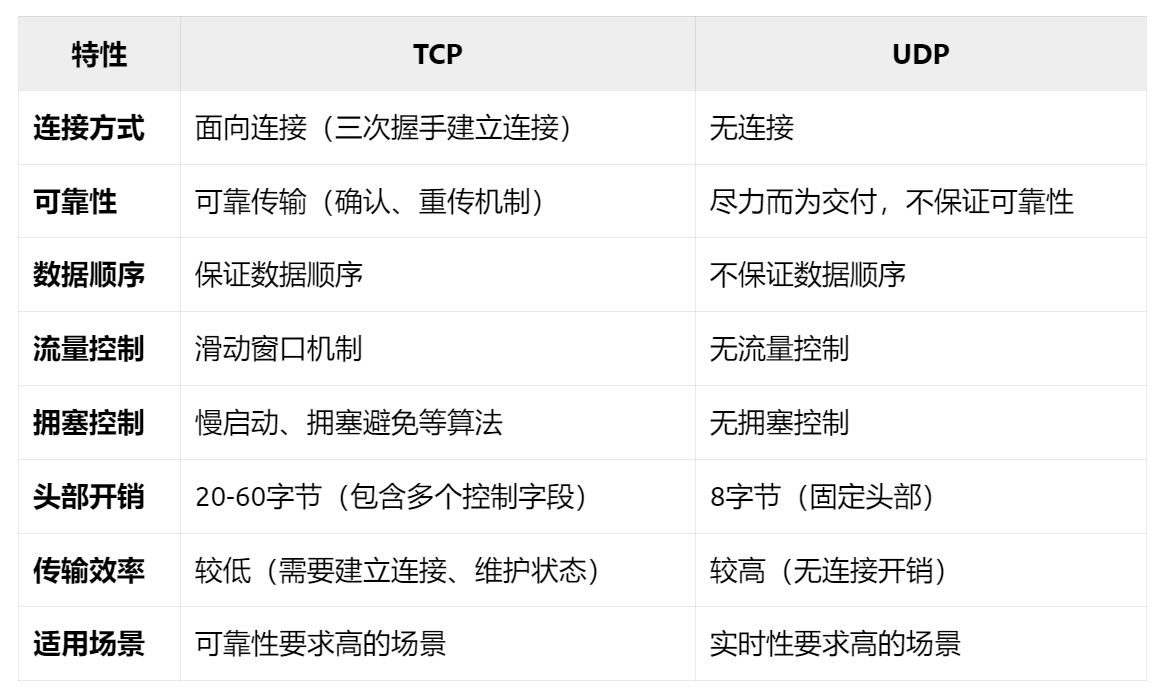 特性 TCP UDP
连接方式 面向连接（三次握手建立连接） 无连接
可靠性 可靠传输（确认、重传机制） 尽力而为交付，不保证可靠性
数据顺序 保证数据顺序 不保证数据顺序
流量控制 滑动窗口机制 无流量控制
拥塞控制 慢启动、拥塞避免等算法 无拥塞控制
头部开销 20-60字节（包含多个控制字段） 8字节（固定头部）
传输效率 较低（需要建立连接、维护状态） 较高（无连接开销）
适用场景 可靠性要求高的场景 实时性要求高的场景